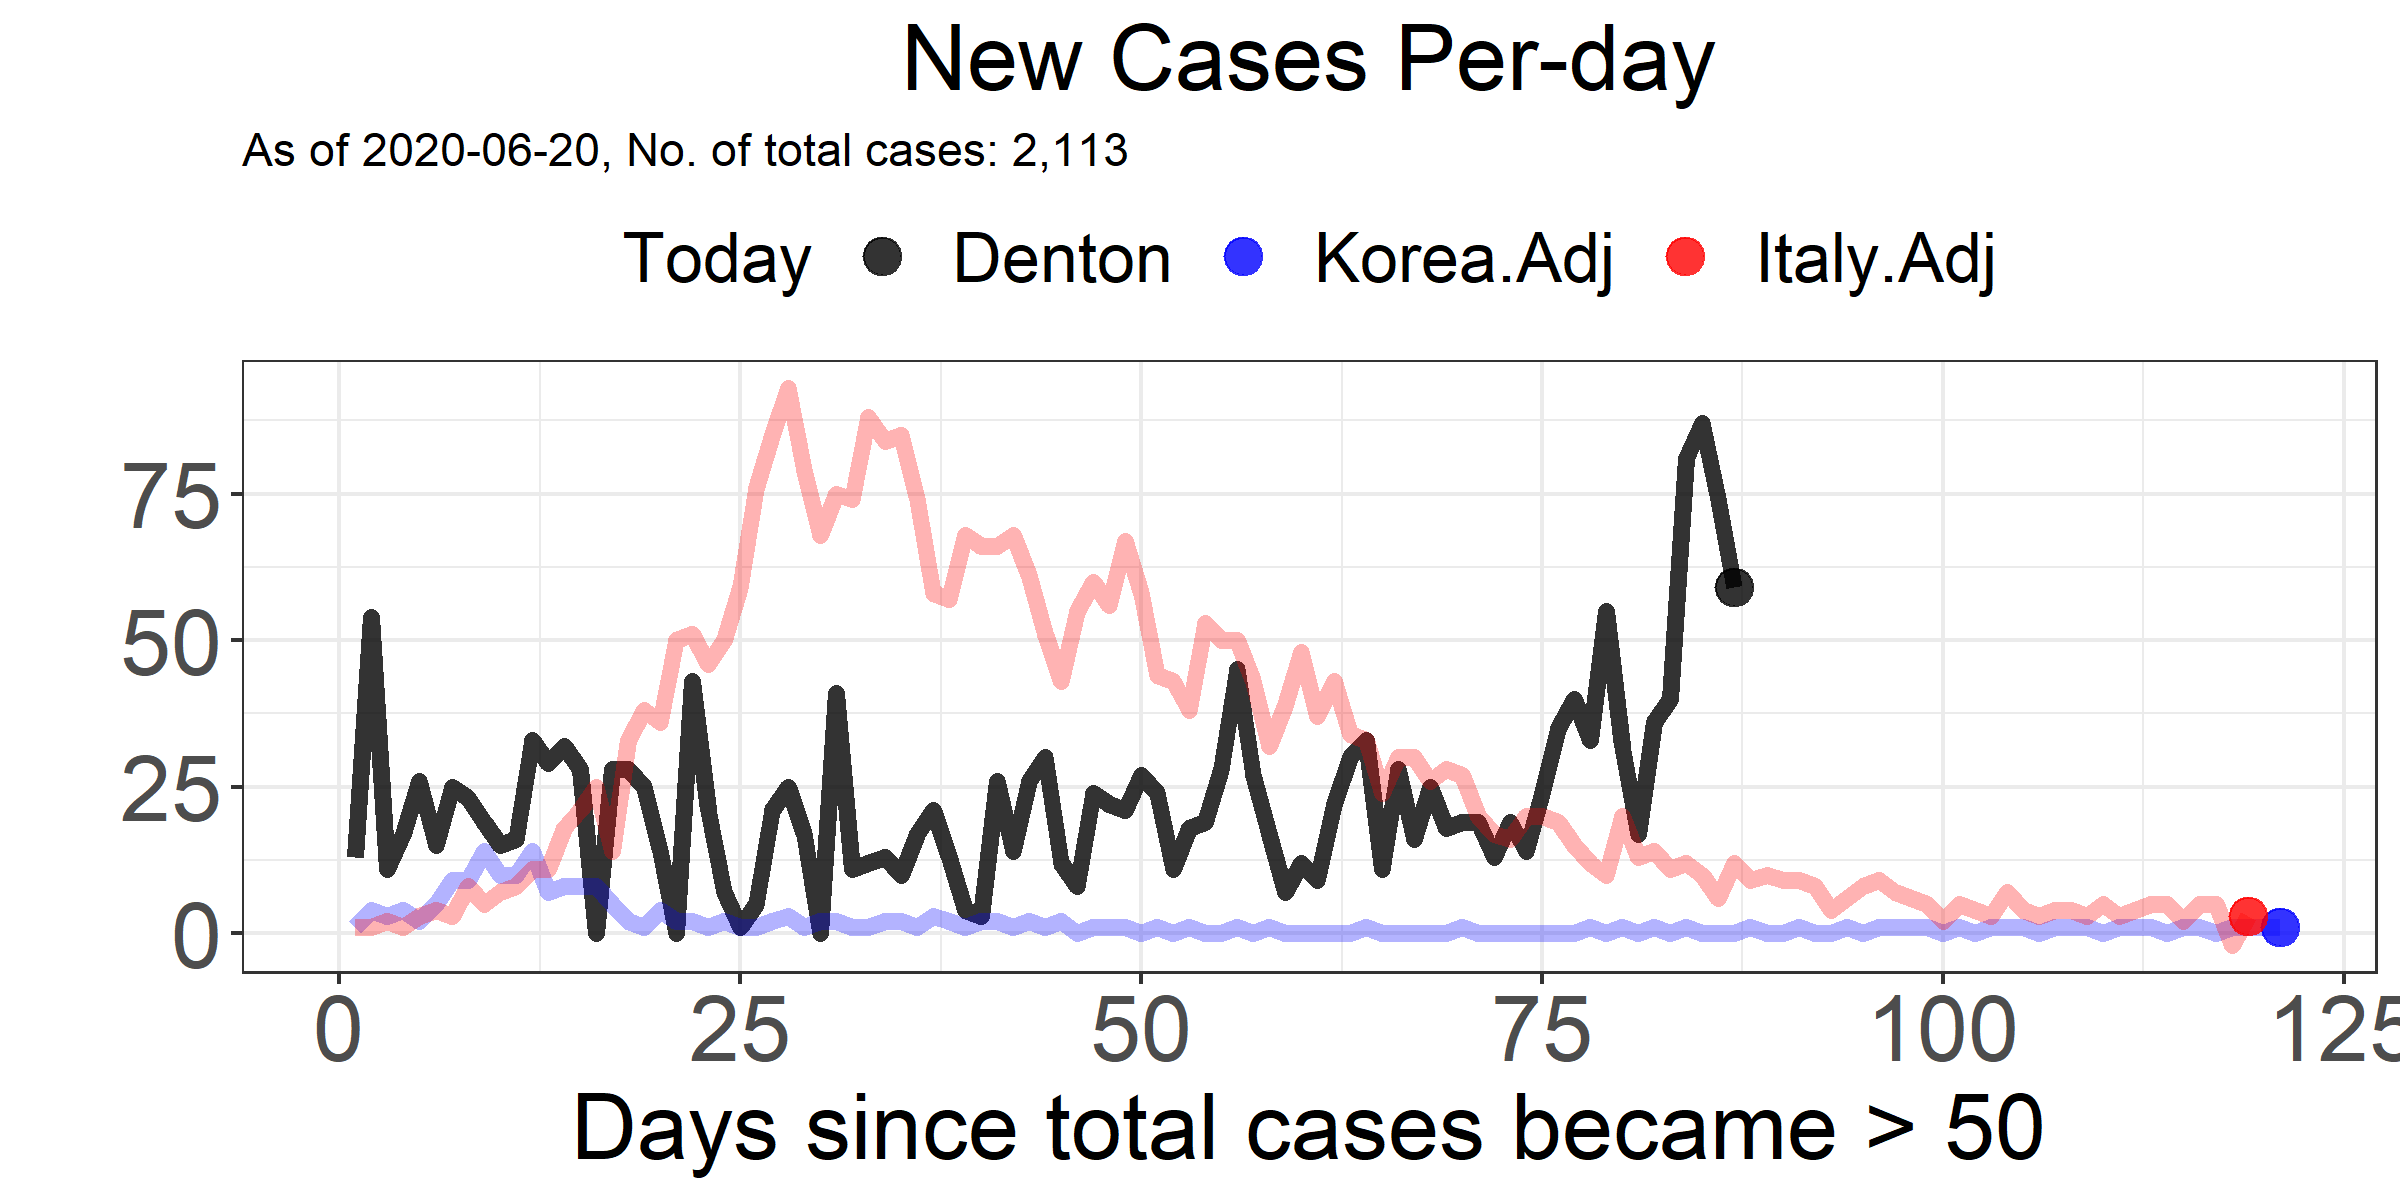 New Cases Per-day
As of 2020-06-20, No. of total cases: 2,113
Today Denton Korea.Adj Italy.Adj
75
50
25
0
0 25 50 75 100 125
Days since total cases became > 50